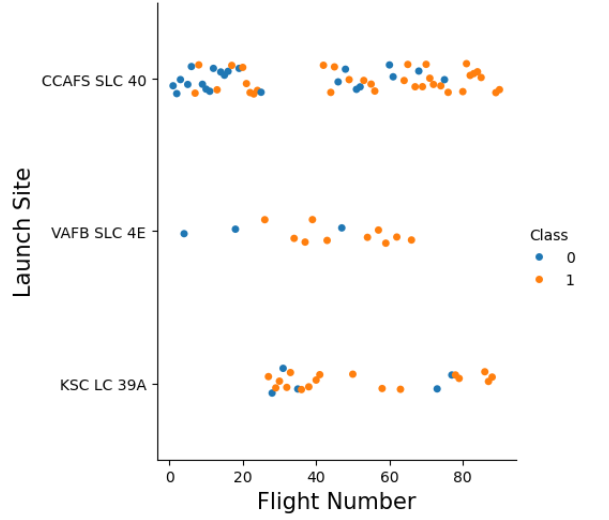 CCAFS SLC 40
VAFB SLC 4E
KSC LC 39A
Launch Site
0 20 40 60 80
Flight Number
Class
0
1